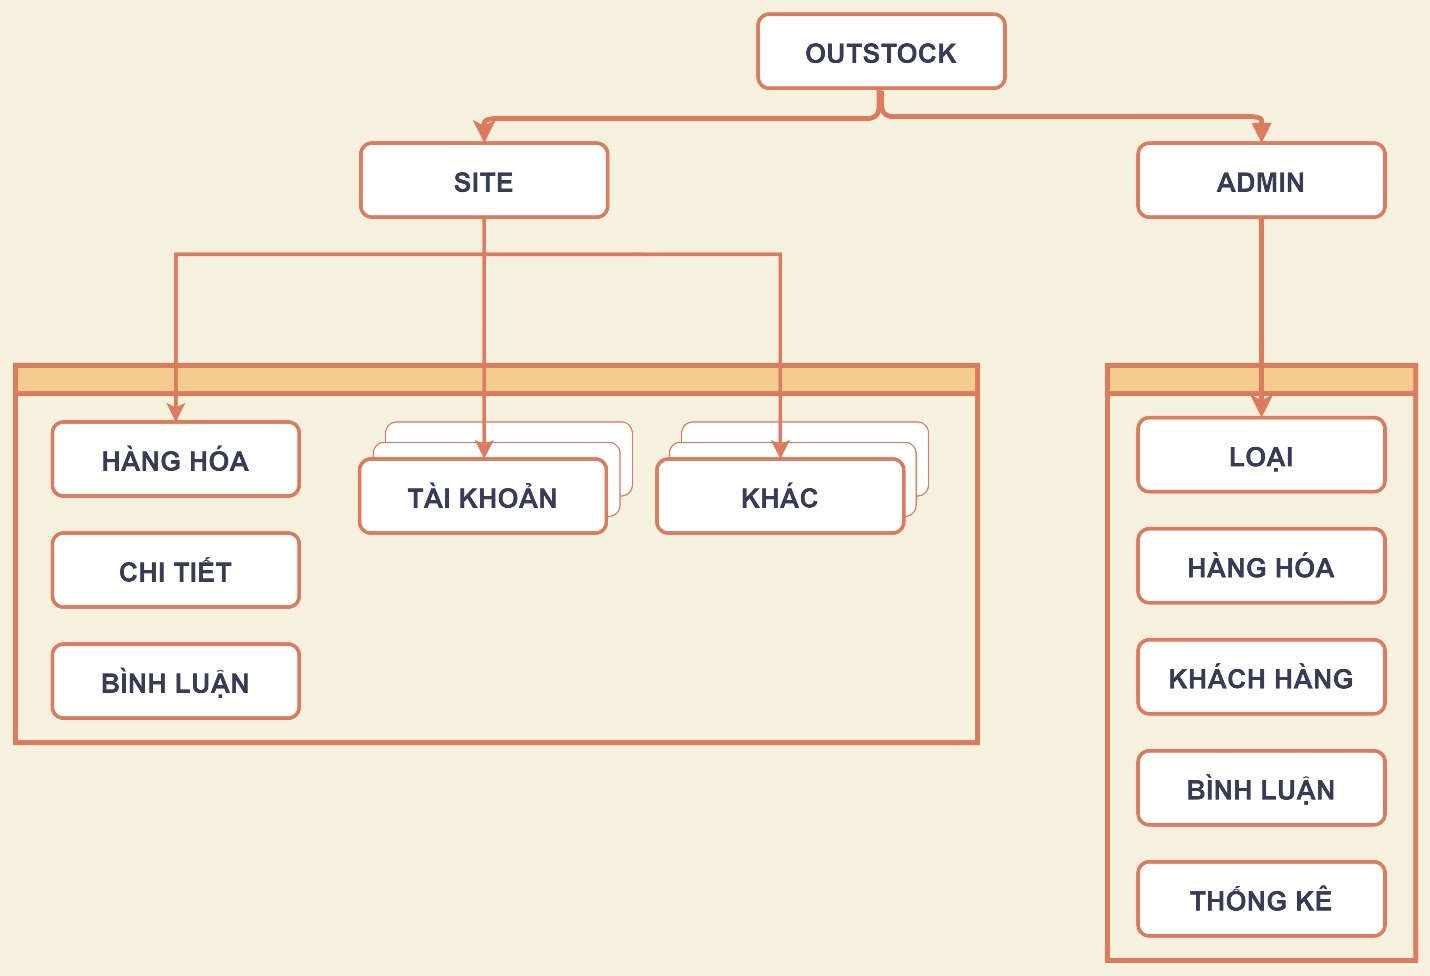 OUTSTOCK
SITE
ADMIN
HÀNG HÓA
TÀI KHOẢN
KHÁC
CHI TIẾT
BÌNH LUẬN
LOẠI
HÀNG HÓA
KHÁCH HÀNG
BÌNH LUẬN
THỐNG KÊ